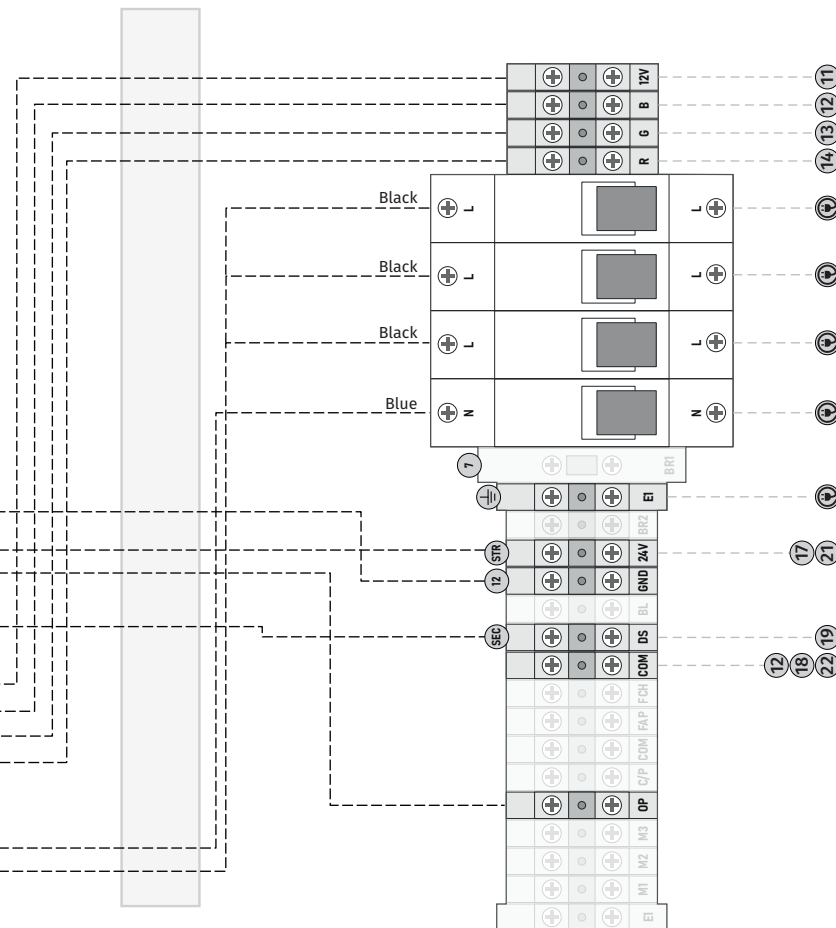 12V 11
B 12
G 13
R 14
Black L L
Black L L
Black L L
Blue N N
7 BR1
E1
BR2
STR 24V 17 21
12 GND
BL
SEC DS 19
COM 12 18 22
FCH
FAP
COM
C/P
OP
M3
M2
M1
E1